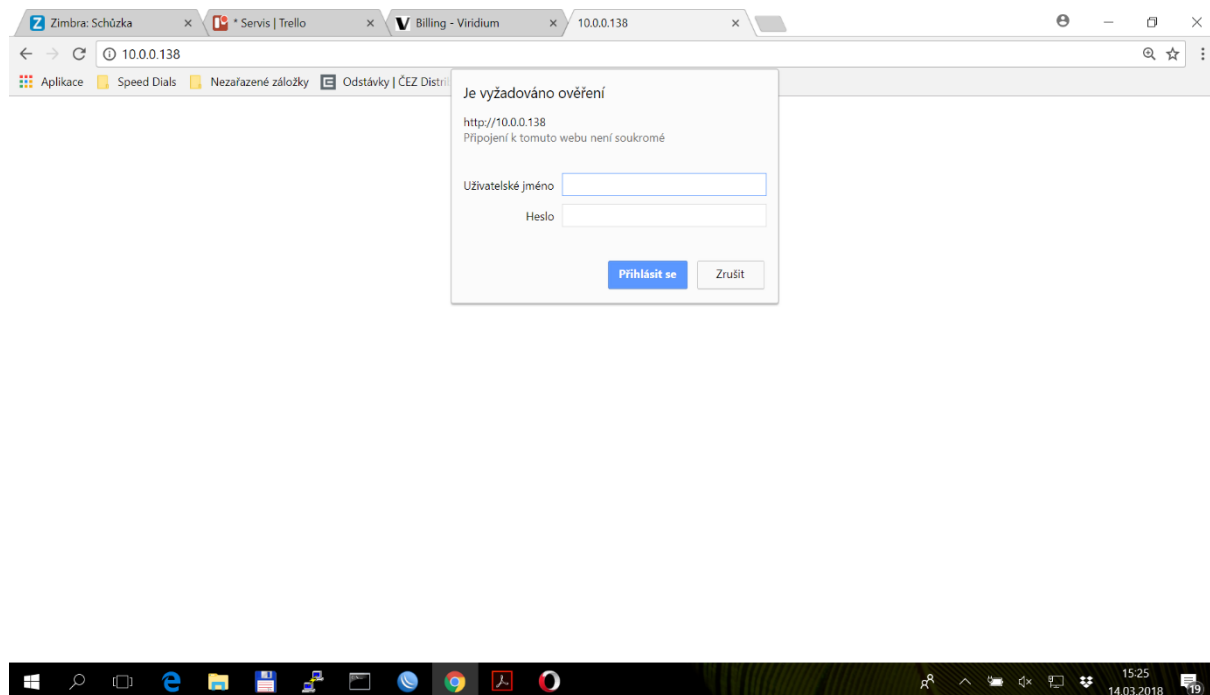 Zimbra: Schůzka
* Servis | Trello
Billing - Viridium
10.0.0.138
10.0.0.138
Aplikace
Speed Dials
Nezařazené záložky
Odstávky | ČEZ Distri
Je vyžadováno ověření
http://10.0.0.138
Připojení k tomuto webu není soukromé
Uživatelské jméno
Heslo
Přihlásit se
Zrušit
15:25
14.03.2018
19